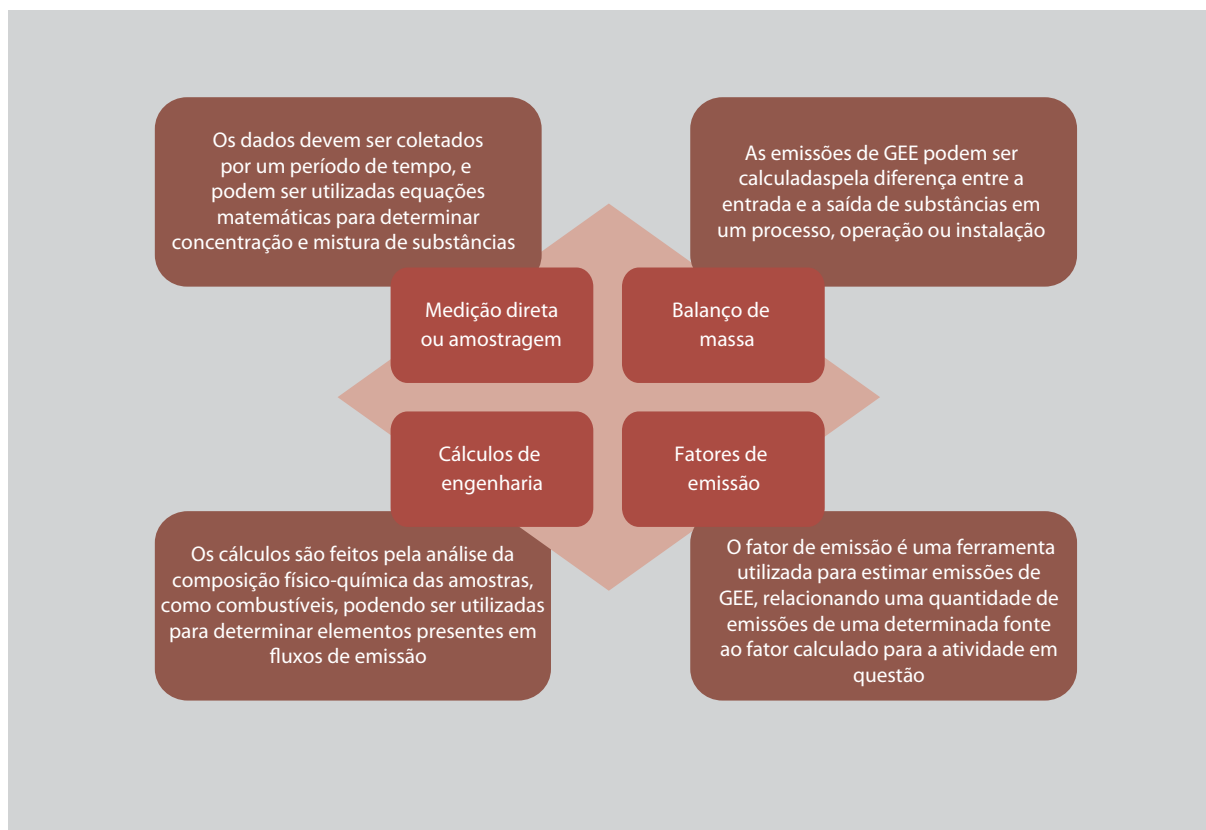 Os dados devem ser coletados
por um período de tempo, e
podem ser utilizadas equações
matemáticas para determinar
concentração e mistura de substâncias
As emissões de GEE podem ser
calculadaspela diferença entre a
entrada e a saída de substâncias em
um processo, operação ou instalação
Medição direta
ou amostragem
Balanço de
massa
Cálculos de
engenharia
Fatores de
emissão
Os cálculos são feitos pela análise da
composição físico-química das amostras,
como combustíveis, podendo ser utilizadas
para determinar elementos presentes em
fluxos de emissão
O fator de emissão é uma ferramenta
utilizada para estimar emissões de
GEE, relacionando uma quantidade de
emissões de uma determinada fonte
ao fator calculado para a atividade em
questão